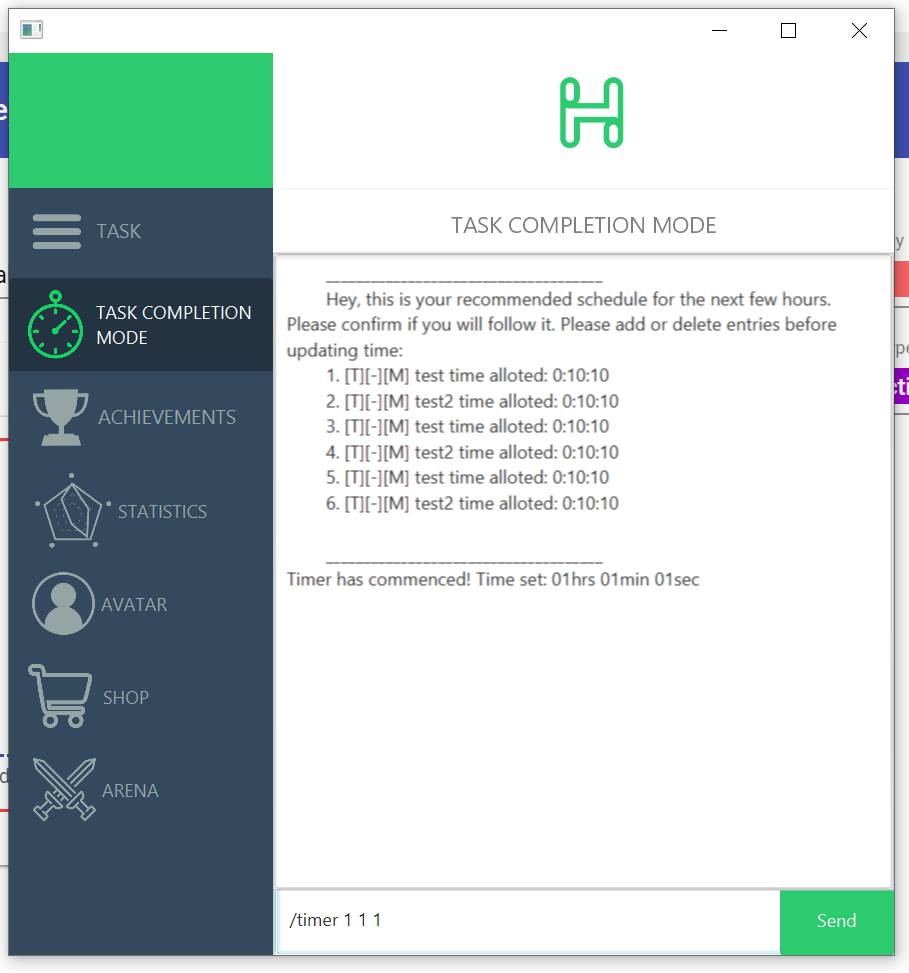 TASK
TASK COMPLETION
MODE
ACHIEVEMENTS
STATISTICS
AVATAR
SHOP
ARENA
TASK COMPLETION MODE
____________________________________
Hey, this is your recommended schedule for the next few hours.
Please confirm if you will follow it. Please add or delete entries before
updating time:
1. [T][-][M] test time alloted: 0:10:10
2. [T][-][M] test2 time alloted: 0:10:10
3. [T][-][M] test time alloted: 0:10:10
4. [T][-][M] test2 time alloted: 0:10:10
5. [T][-][M] test time alloted: 0:10:10
6. [T][-][M] test2 time alloted: 0:10:10
____________________________________
Timer has commenced! Time set: 01hrs 01min 01sec
/timer 1 1 1
Send